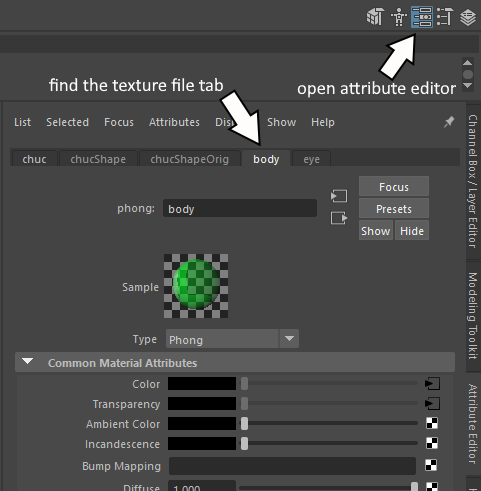 find the texture file tab
open attribute editor
List Selected Focus Attributes Show Help
chuc chucShape chucShapeOrig body eye
Focus
phong: body Presets
Show Hide
Sample
Type Phong
Common Material Attributes
Color
Transparency
Ambient Color
Incandescence
Bump Mapping
Diffuse 1.000
Channel Box / Layer Editor
Modeling Toolkit
Attribute Editor